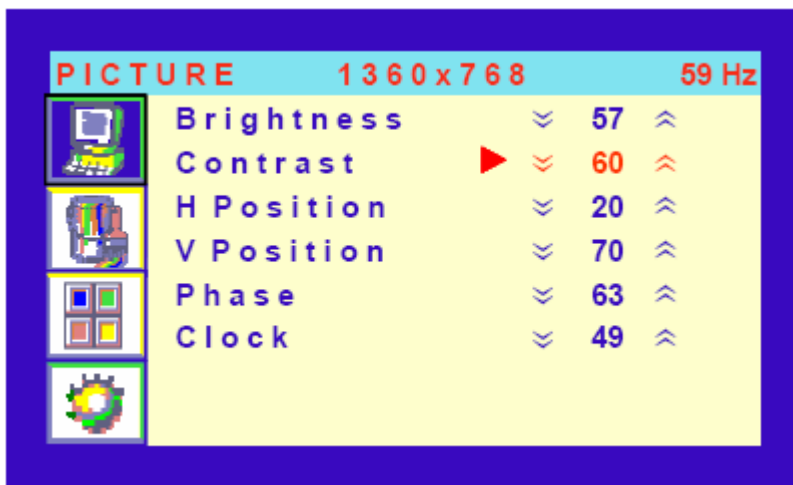 PICTURE 1360x768 59 Hz
Brightness 57
Contrast 60
H Position 20
V Position 70
Phase 63
Clock 49